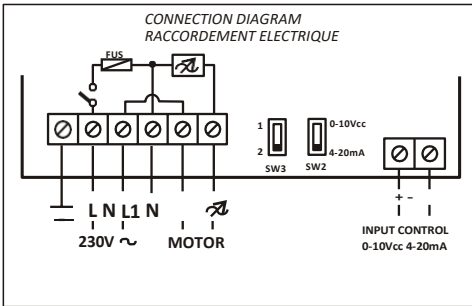 CONNECTION DIAGRAM
RACCORDEMENT ELECTRIQUE
FUS
1
2
SW3
0-10Vcc
4-20mA
SW2
L N L1 N
230V ~
MOTOR
+ -
INPUT CONTROL
0-10Vcc 4-20mA